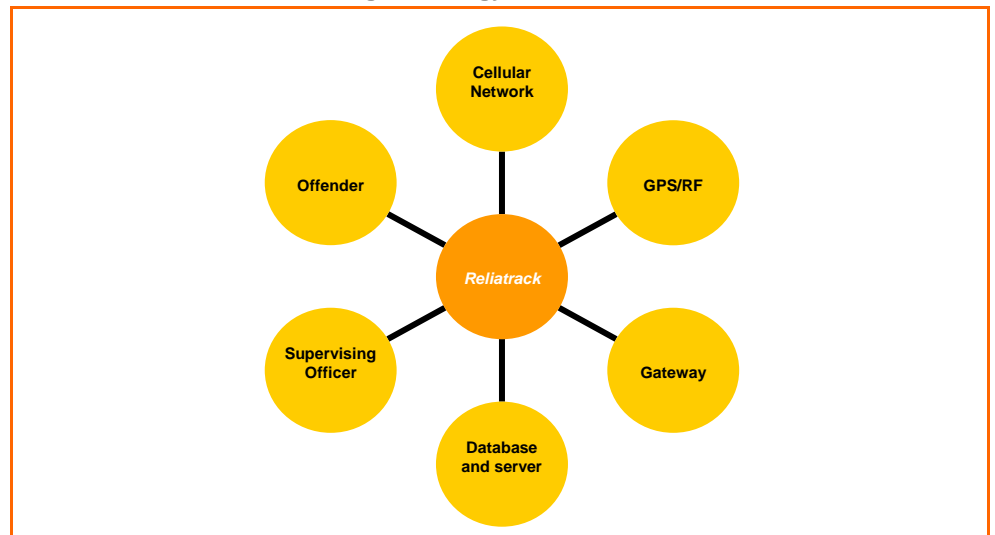 Cellular
Network
Offender
GPS/RF
Reliatrack
Supervising
Officer
Gateway
Database
and server